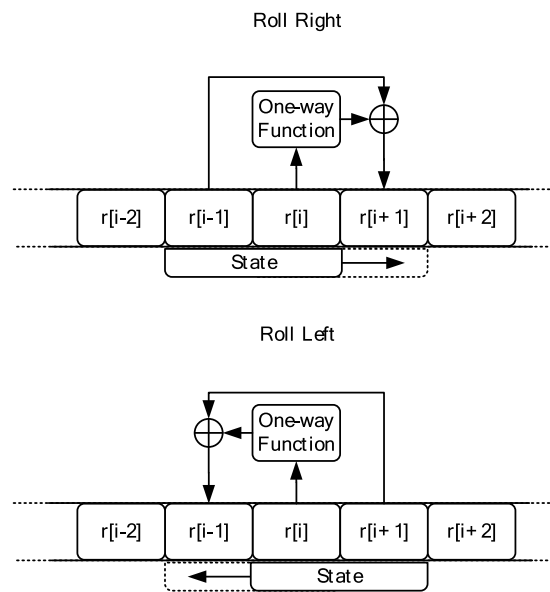 Roll Right
One-way
Function
r[i-2] r[i-1] r[i] r[i+1] r[i+2]
State
Roll Left
One-way
Function
r[i-2] r[i-1] r[i] r[i+1] r[i+2]
State